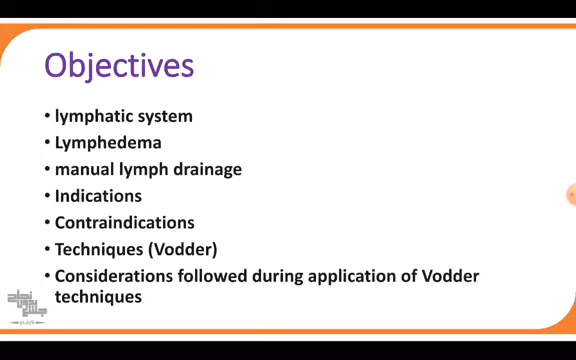 Objectives
• lymphatic system
• Lymphedema
• manual lymph drainage
• Indications
• Contraindications
• Techniques (Vodder)
• Considerations followed during application of Vodder
techniques